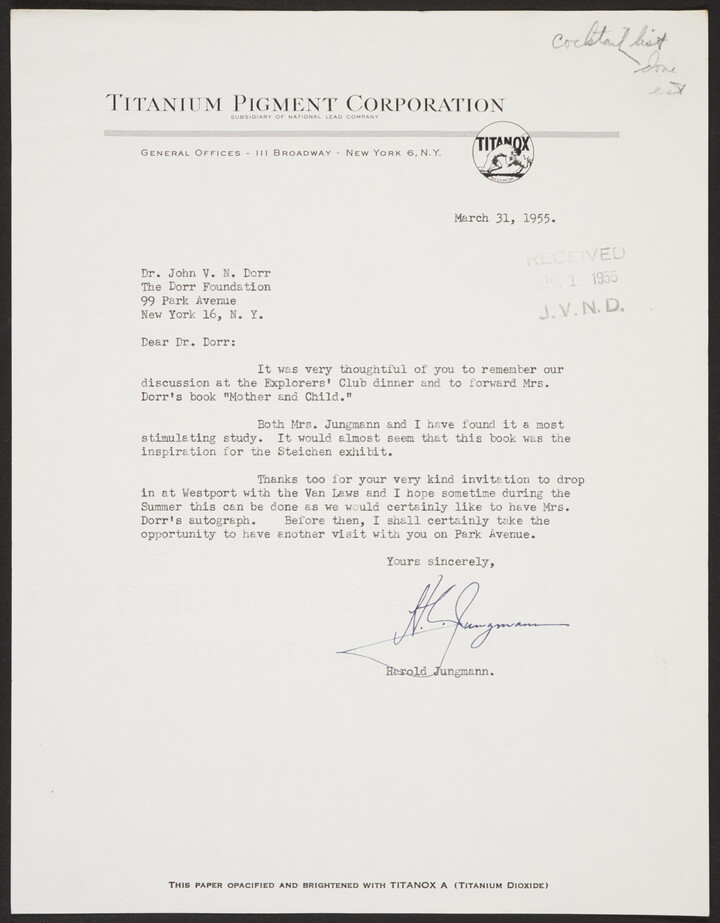 cocktail list
done
TITANIUM PIGMENT CORPORATION
SUBSIDIARY OF NATIONAL LEAD COMPANY
GENERAL OFFICES - 111 BROADWAY - NEW YORK 6, N.Y.
TITANOX
March 31, 1955.
RECEIVED
1 1955
J.V.N.D.
Dr. John V. N. Dorr
The Dorr Foundation
99 Park Avenue
New York 16, N. Y.
Dear Dr. Dorr:
It was very thoughtful of you to remember our
discussion at the Explorers' Club dinner and to forward Mrs.
Dorr's book "Mother and Child."
Both Mrs. Jungmann and I have found it a most
stimulating study. It would almost seem that this book was the
inspiration for the Steichen exhibit.
Thanks too for your very kind invitation to drop
in at Westport with the Van Laws and I hope sometime during the
Summer this can be done as we would certainly like to have Mrs.
Dorr's autograph. Before then, I shall certainly take the
opportunity to have another visit with you on Park Avenue.
Yours sincerely,
Jungmann
Harold Jungmann.
THIS PAPER OPACIFIED AND BRIGHTENED WITH TITANOX A (TITANIUM DIOXIDE)